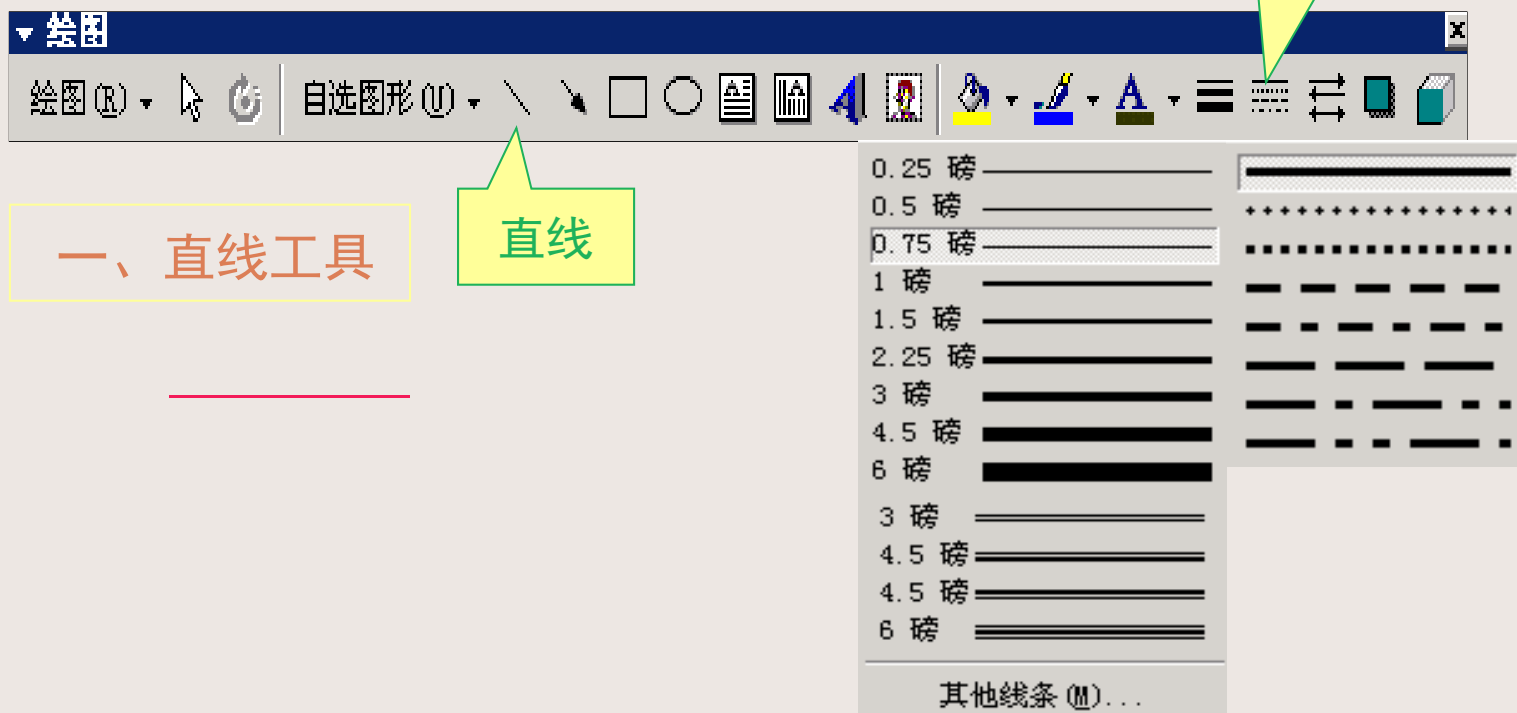 绘图
绘图(R) 自选图形(U)
直线
一、直线工具
0.25 磅
0.5 磅
0.75 磅
1 磅
1.5 磅
2.25 磅
3 磅
4.5 磅
6 磅
3 磅
4.5 磅
4.5 磅
6 磅
其他线条(M)...